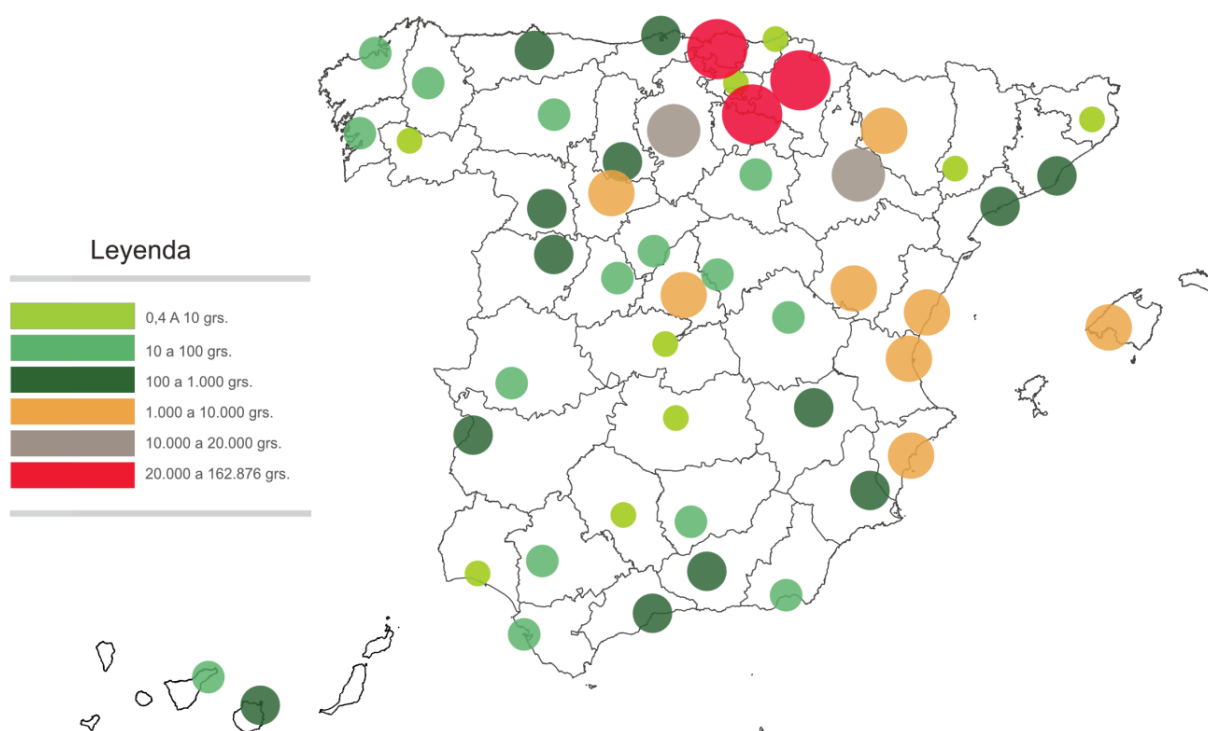 Leyenda
0,4 A 10 grs.
10 a 100 grs.
100 a 1.000 grs.
1.000 a 10.000 grs.
10.000 a 20.000 grs.
20.000 a 162.876 grs.